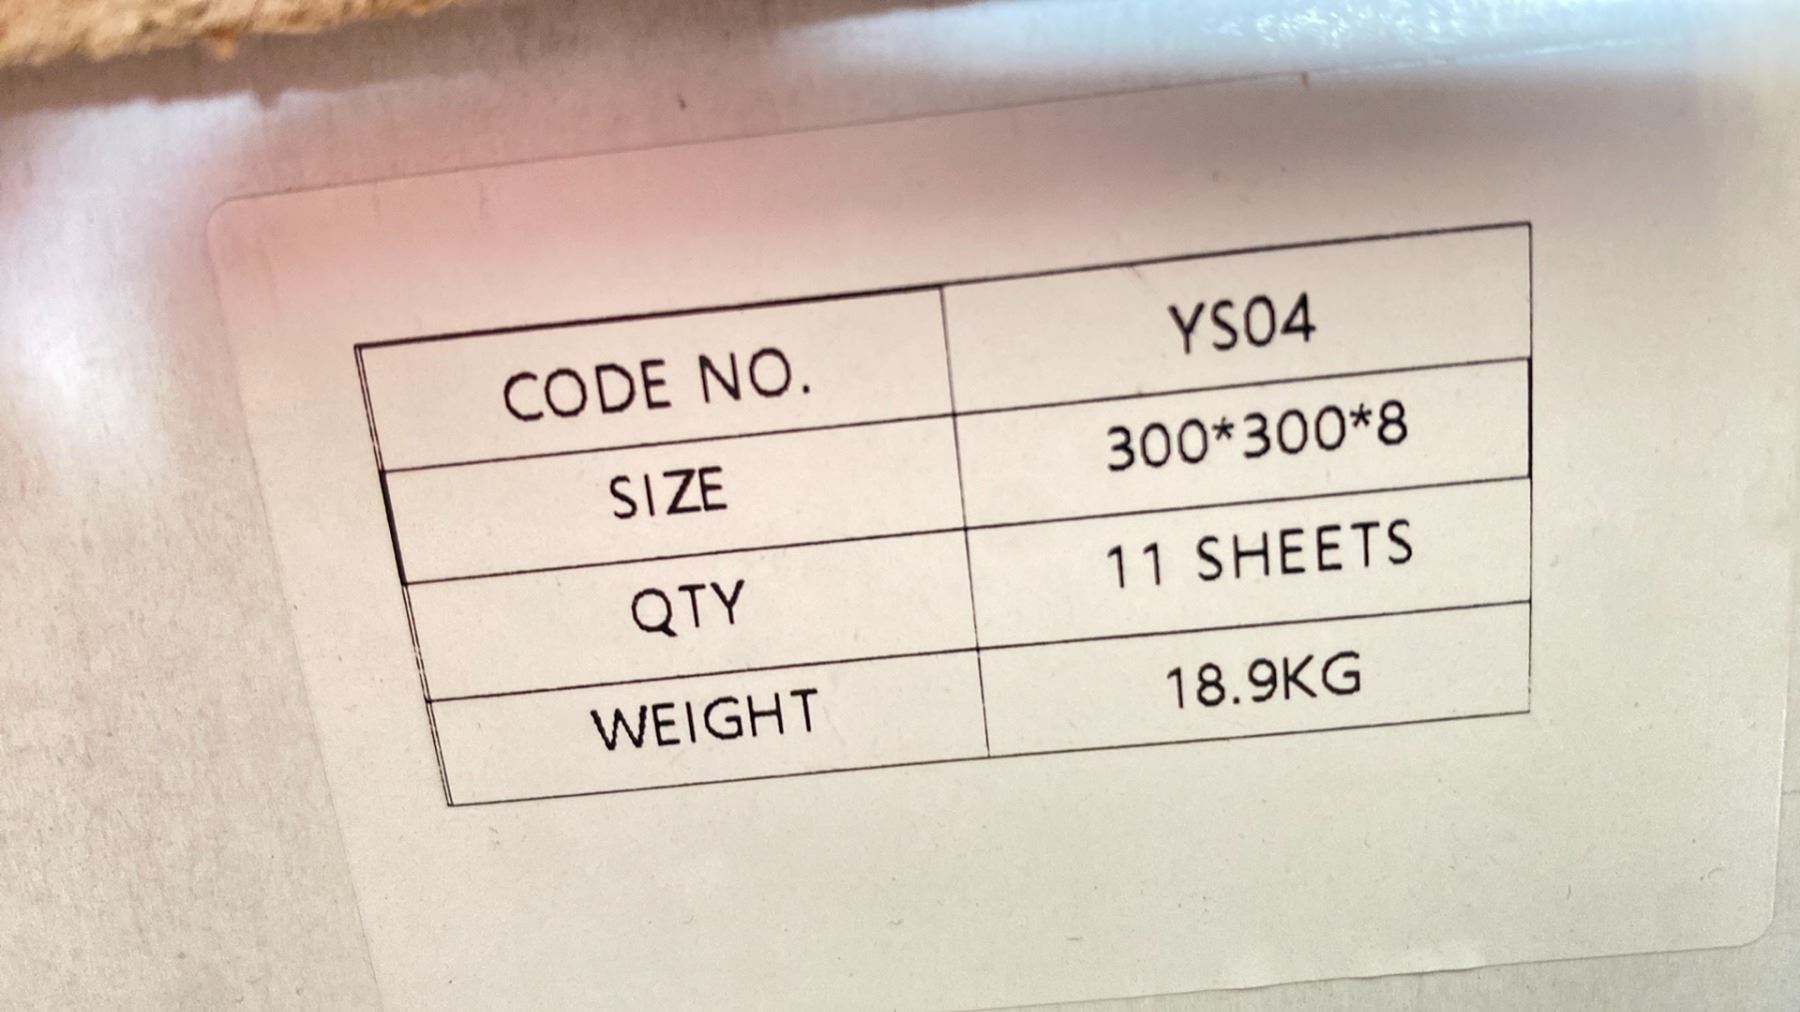 CODE NO. YS04
SIZE 300*300*8
QTY 11 SHEETS
WEIGHT 18.9KG